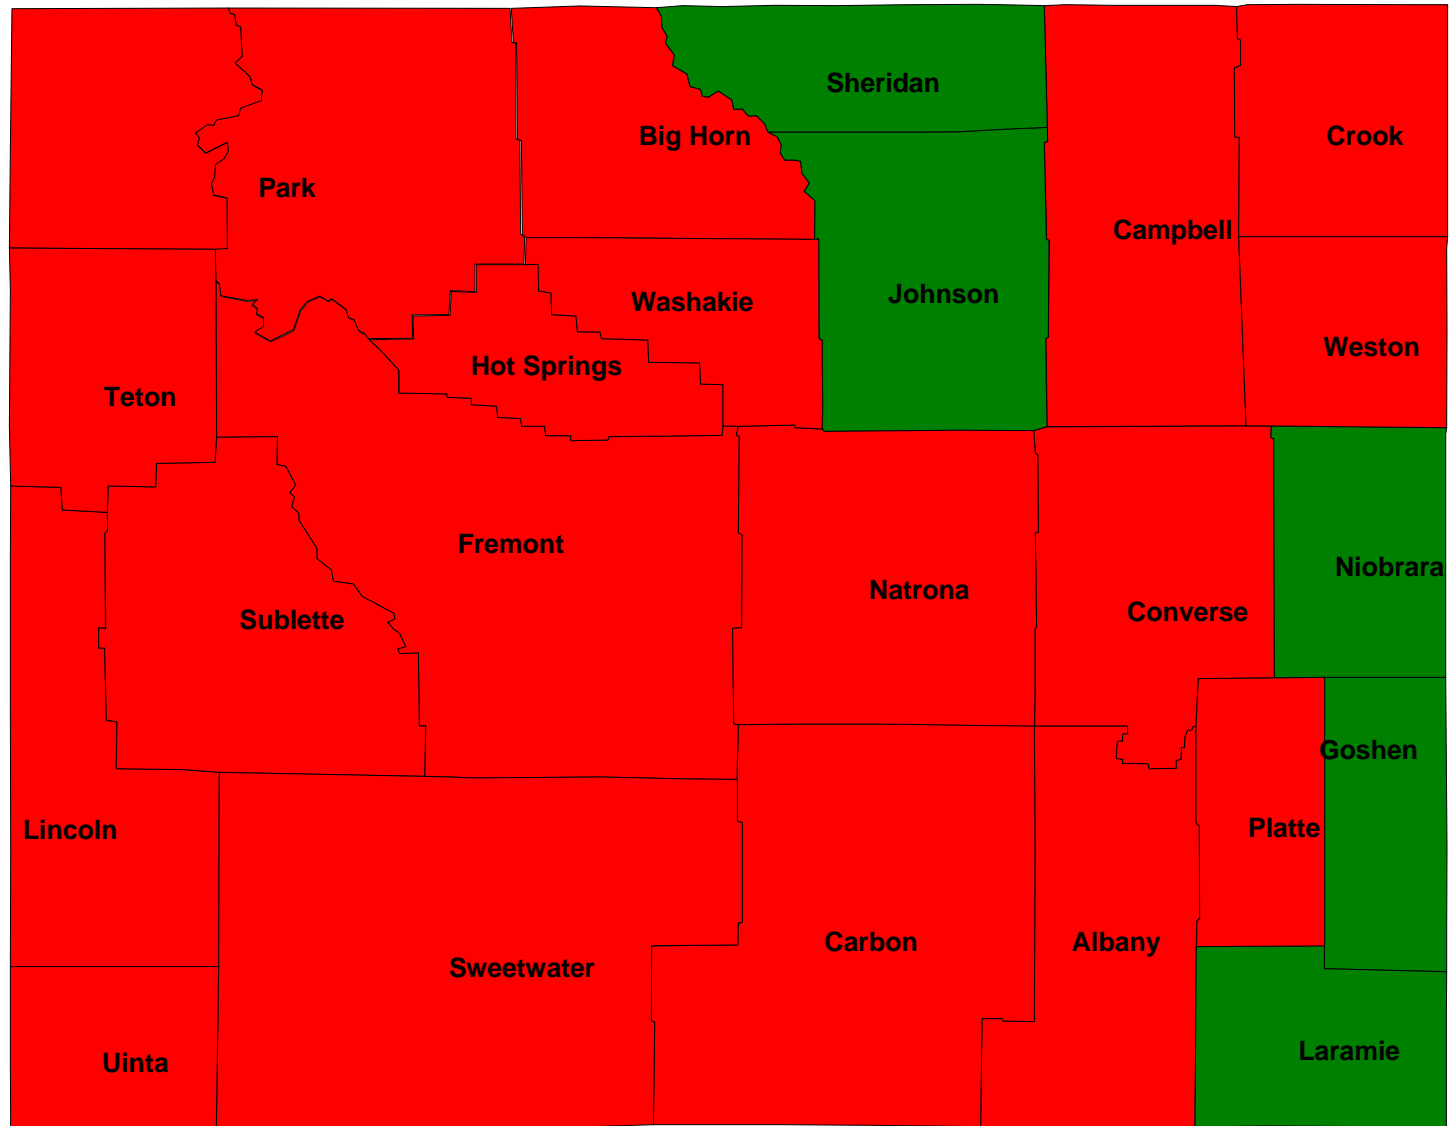 Sheridan
Big Horn
Crook
Park
Campbell
Johnson
Washakie
Weston
Hot Springs
Teton
Fremont
Niobrara
Natrona
Converse
Sublette
Goshen
Lincoln
Platte
Carbon
Albany
Sweetwater
Laramie
Uinta